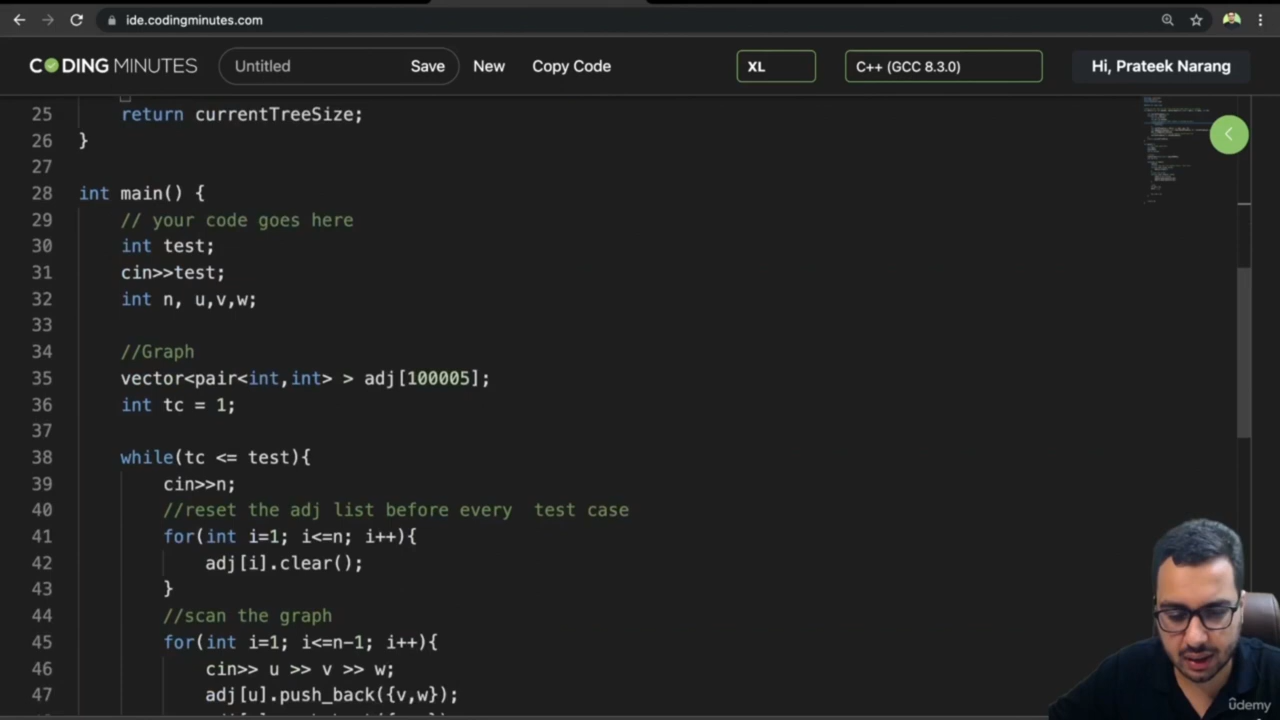 ide.codingminutes.com
CODING MINUTES Untitled Save New Copy Code XL C++ (GCC 8.3.0) Hi, Prateek Narang
25 return currentTreeSize;
26 }
27
28 int main() {
29 // your code goes here
30 int test;
31 cin>>test;
32 int n, u,v,w;
33
34 //Graph
35 vector<pair<int,int> > adj[100005];
36 int tc = 1;
37
38 while(tc <= test){
39 cin>>n;
40 //reset the adj list before every  test case
41 for(int i=1; i<=n; i++){
42 adj[i].clear();
43 }
44 //scan the graph
45 for(int i=1; i<=n-1; i++){
46 cin>> u >> v >> w;
47 adj[u].push_back({v,w});
udemy